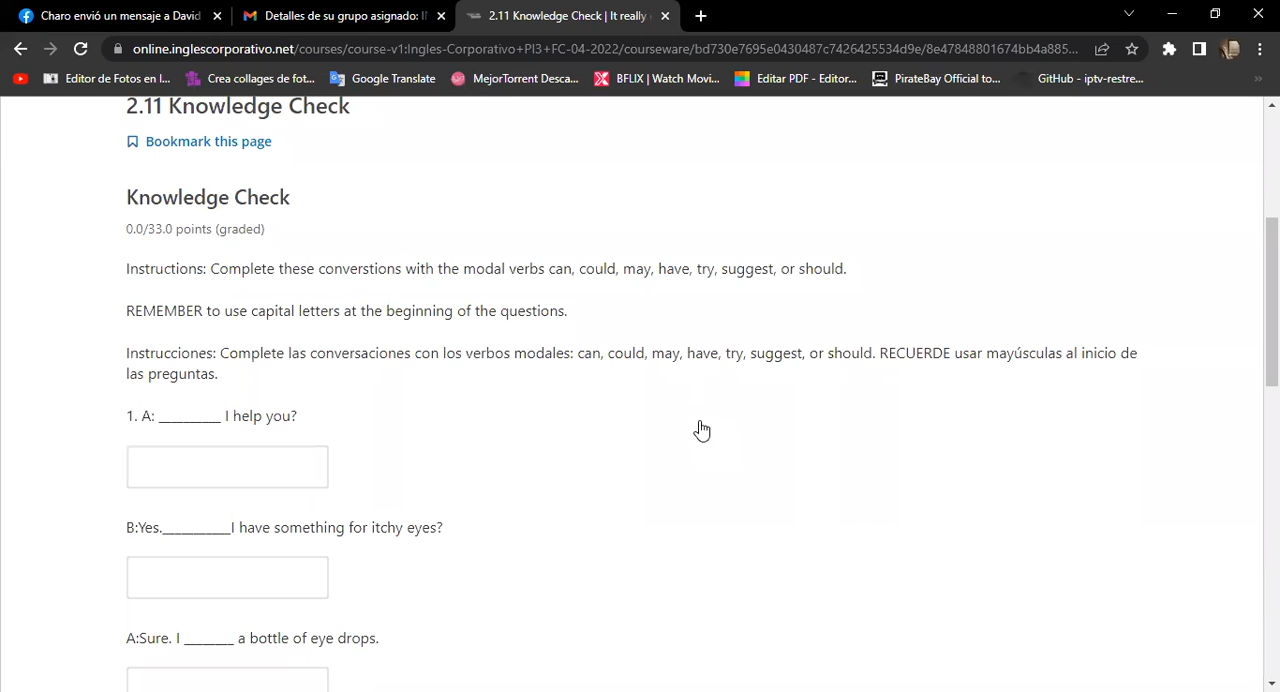 Charo envió un mensaje a David
Detalles de su grupo asignado: I
2.11 Knowledge Check | It really
online.inglescorporativo.net/courses/course-v1:Ingles-Corporativo+PI3+FC-04-2022/courseware/bd730e7695e0430487c7426425534d9e/8e47848801674bb4a885...
Editor de Fotos en l... Crea collages de fot... Google Translate MejorTorrent Desca... BFLIX | Watch Movi... Editar PDF - Editor... PirateBay Official to... GitHub - iptv-restre...
2.11 Knowledge Check
Bookmark this page
Knowledge Check
0.0/33.0 points (graded)
Instructions: Complete these converstions with the modal verbs can, could, may, have, try, suggest, or should.
REMEMBER to use capital letters at the beginning of the questions.
Instrucciones: Complete las conversaciones con los verbos modales: can, could, may, have, try, suggest, or should. RECUERDE usar mayúsculas al inicio de
las preguntas.
1. A: _________ I help you?
B:Yes.__________I have something for itchy eyes?
A:Sure. I _______ a bottle of eye drops.